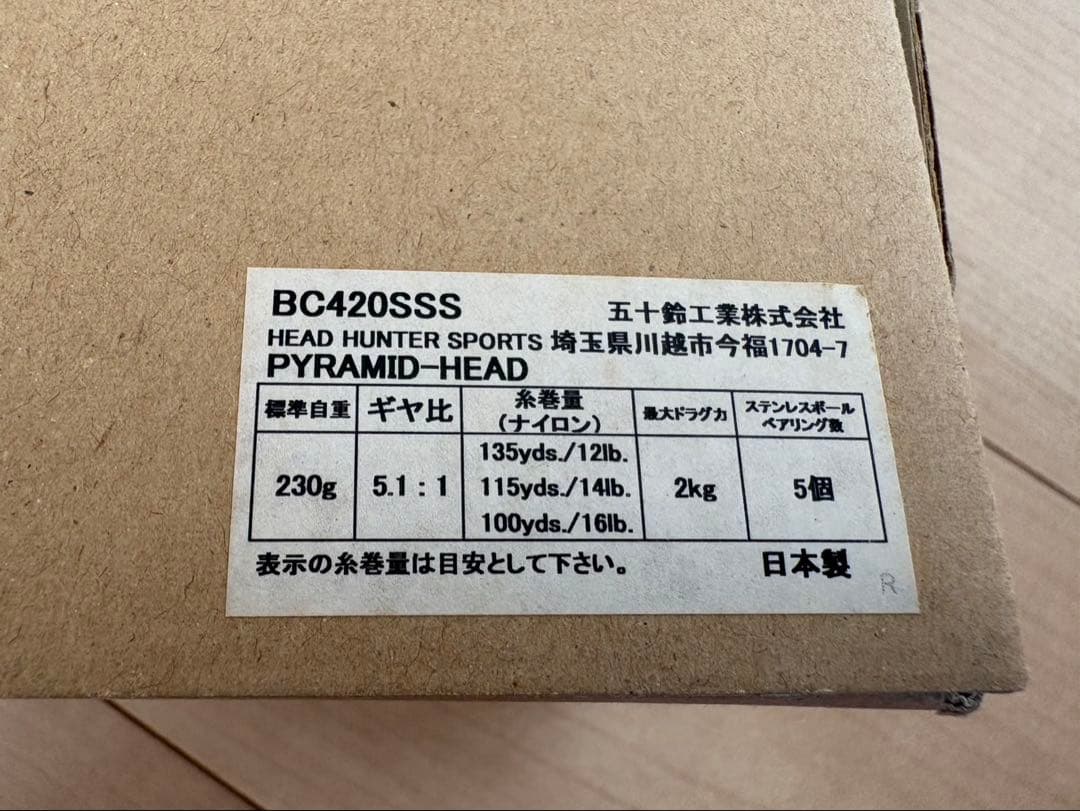 BC420SSS 五十鈴工業株式会社
HEAD HUNTER SPORTS 埼玉県川越市今福1704-7
PYRAMID-HEAD
標準自重 ギヤ比 糸巻量(ナイロン) 最大ドラグ力 ステンレスボールベアリング数
230g 5.1：1 135yds./12lb. 2kg 5個
115yds./14lb.
100yds./16lb.
表示の糸巻量は目安として下さい。 日本製
R